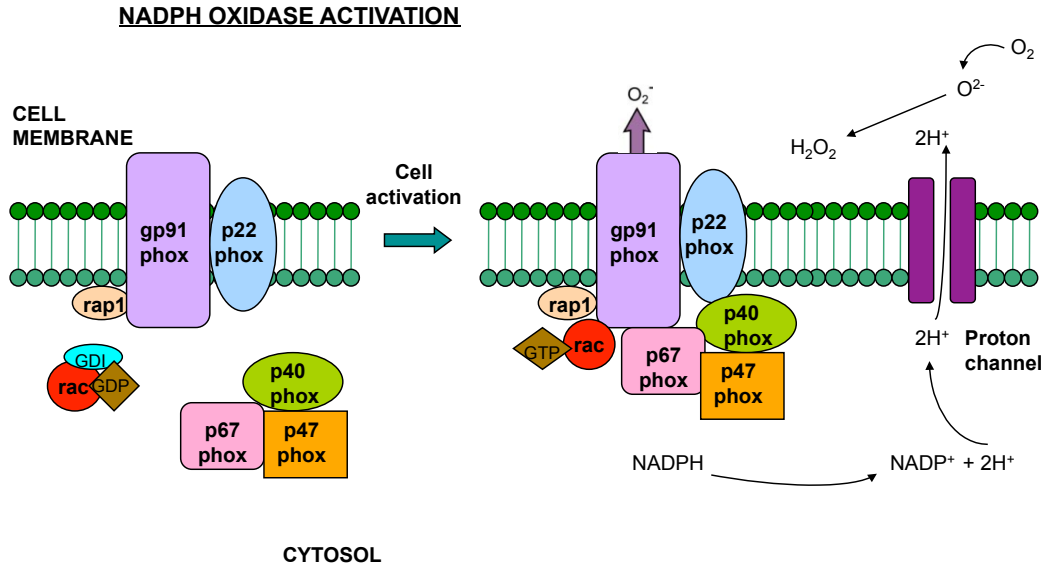 NADPH OXIDASE ACTIVATION
CELL
MEMBRANE
gp91
phox
p22
phox
rap1
GDI
rac
GDP
p40
phox
p67
phox
p47
phox
Cell
activation
O₂⁻
gp91
phox
p22
phox
rap1
GTP
rac
p67
phox
p40
phox
p47
phox
O₂
O²⁻
H₂O₂
2H⁺
2H⁺
Proton
channel
NADPH
NADP⁺ + 2H⁺
CYTOSOL